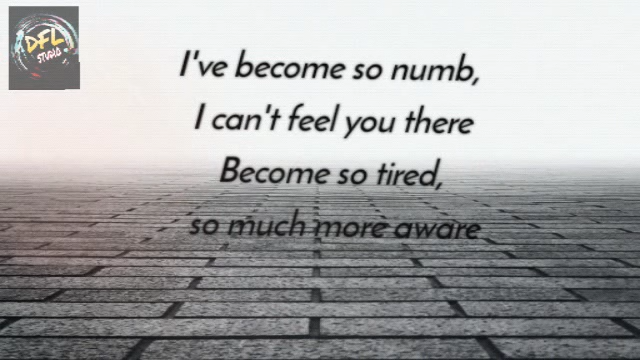 DFL
STUDIO
I've become so numb,
I can't feel you there
Become so tired,
so much more aware